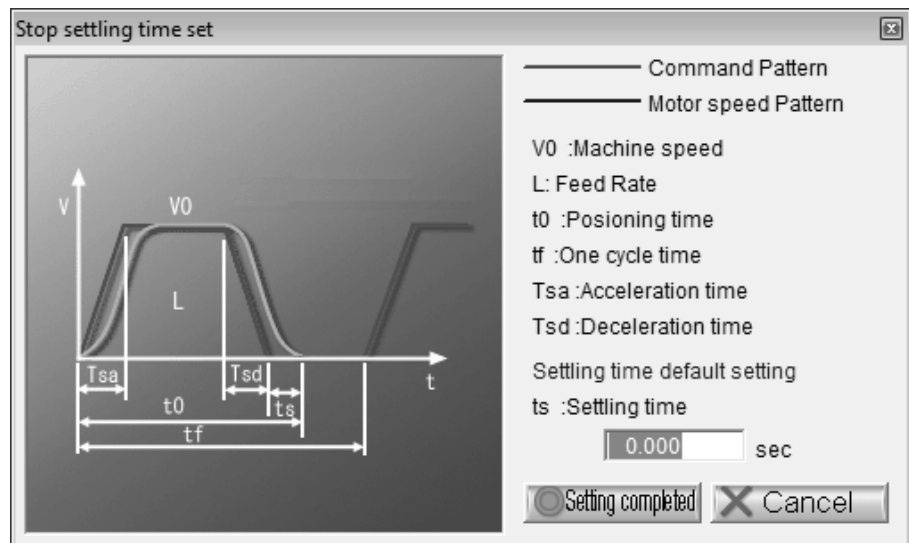 Stop settling time set
Command Pattern
Motor speed Pattern
V0 :Machine speed
L: Feed Rate
t0 :Posioning time
tf :One cycle time
Tsa :Acceleration time
Tsd :Deceleration time
Settling time default setting
ts :Settling time
0.000 sec
Setting completed Cancel
V
V0
L
t
Tsa Tsd ts
t0
tf